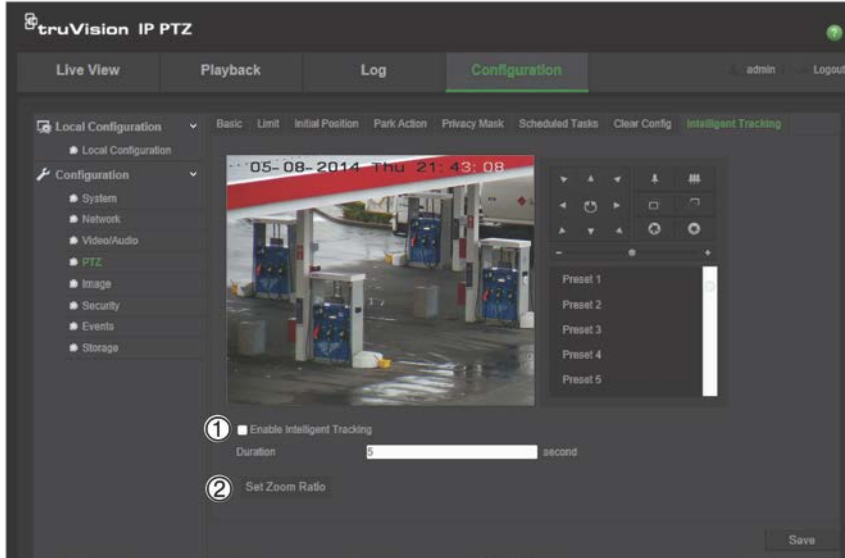 truVision IP PTZ
?
Live View Playback Log Configuration admin Logout
Local Configuration
Local Configuration
Configuration
System
Network
Video/Audio
PTZ
Image
Security
Events
Storage
Basic Limit Initial Position Park Action Privacy Mask Scheduled Tasks Clear Config Intelligent Tracking
05-08-2014 Thu 21:43:08
Preset 1
Preset 2
Preset 3
Preset 4
Preset 5
1 Enable Intelligent Tracking
Duration 5 second
2 Set Zoom Ratio
Save